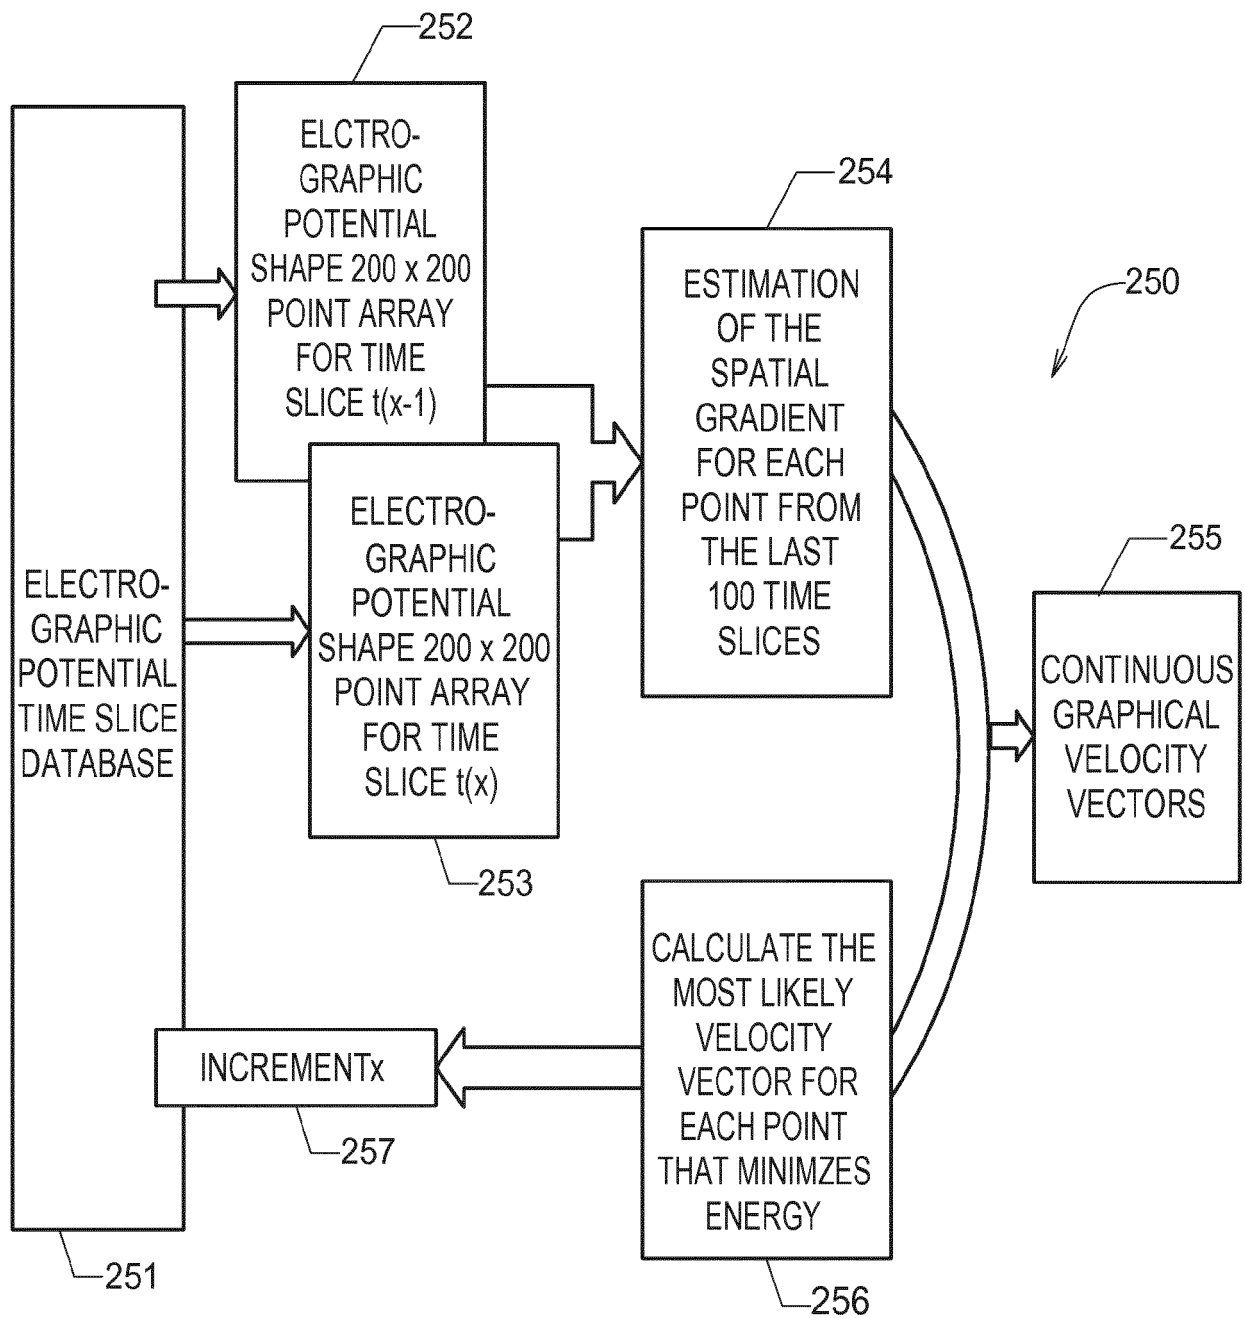 252
ELCTRO-
GRAPHIC
POTENTIAL
SHAPE 200 x 200
POINT ARRAY
FOR TIME
SLICE t(x-1)
254
ESTIMATION
OF THE
SPATIAL
GRADIENT
FOR EACH
POINT FROM
THE LAST
100 TIME
SLICES
250
ELECTRO-
GRAPHIC
POTENTIAL
SHAPE 200 x 200
POINT ARRAY
FOR TIME
SLICE t(x)
253
ELECTRO-
GRAPHIC
POTENTIAL
TIME SLICE
DATABASE
255
CONTINUOUS
GRAPHICAL
VELOCITY
VECTORS
CALCULATE THE
MOST LIKELY
VELOCITY
VECTOR FOR
EACH POINT
THAT MINIMZES
ENERGY
INCREMENTx
257
251
256